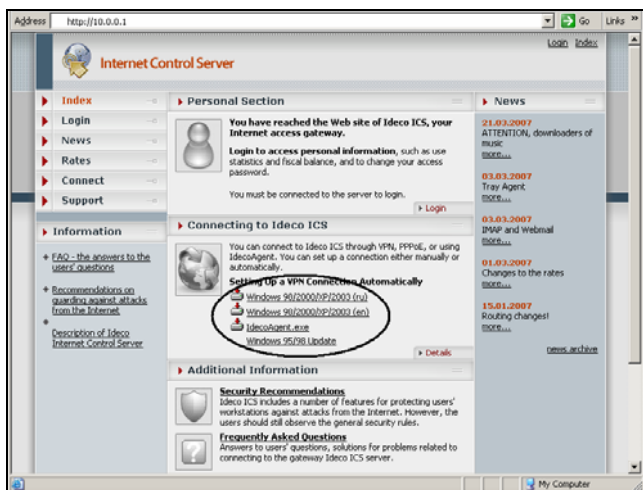 Address http://10.0.0.1 Go Links »
Login Index
Internet Control Server
Index
Login
News
Rates
Connect
Support
Information
FAQ - the answers to the
users' questions
Recommendations on
guarding against attacks
from the Internet
Description of Ideco
Internet Control Server
Personal Section
You have reached the Web site of Ideco ICS, your
Internet access gateway.
Login to access personal information, such as use
statistics and fiscal balance, and to change your access
password.
You must be connected to the server to login.
Login
Connecting to Ideco ICS
You can connect to Ideco ICS through VPN, PPPoE, or using
IdecoAgent. You can set up a connection either manually or
automatically.
Setting Up a VPN Connection Automatically
Windows 98/2000/XP/2003 (ru)
Windows 98/2000/XP/2003 (en)
IdecoAgent.exe
Windows 95/98 Update
Details
Additional Information
Security Recommendations
Ideco ICS includes a number of features for protecting users'
workstations against attacks from the Internet. However, the
users should still observe the general security rules.
Frequently Asked Questions
Answers to users' questions, solutions for problems related to
connecting to the gateway Ideco ICS server.
News
21.03.2007
ATTENTION, downloaders of
music
more...
03.03.2007
Tray Agent
more...
03.03.2007
IMAP and Webmail
more...
01.03.2007
Changes to the rates
more...
15.01.2007
Routing changes!
more...
news archive
My Computer